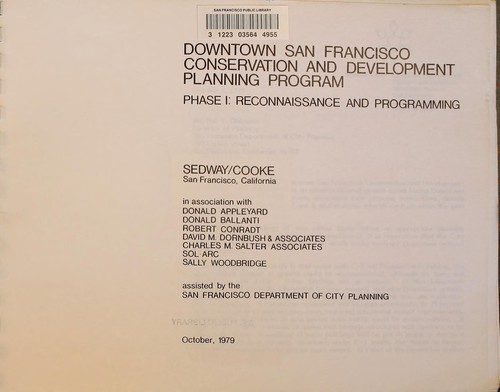 SAN FRANCISCO PUBLIC LIBRARY
3 1223 03564 4955
DOWNTOWN SAN FRANCISCO
CONSERVATION AND DEVELOPMENT
PLANNING PROGRAM
PHASE I: RECONNAISSANCE AND PROGRAMMING
SEDWAY/COOKE
San Francisco, California
in association with
DONALD APPLEYARD
DONALD BALLANTI
ROBERT CONRADT
DAVID M. DORNBUSH & ASSOCIATES
CHARLES M. SALTER ASSOCIATES
SOL·ARC
SALLY WOODBRIDGE
assisted by the
SAN FRANCISCO DEPARTMENT OF CITY PLANNING
October, 1979